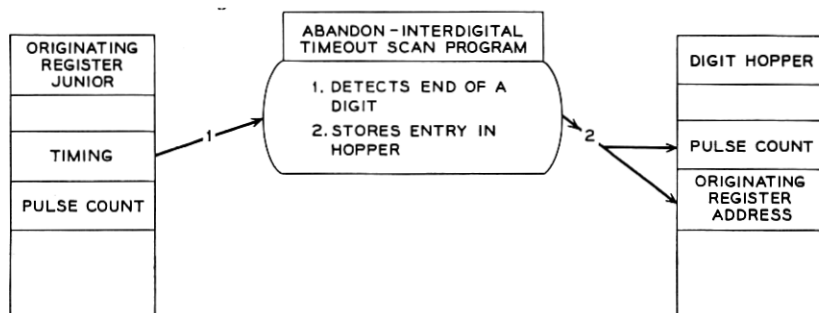 ORIGINATING
REGISTER
JUNIOR
TIMING
PULSE COUNT
1
ABANDON-INTERDIGITAL
TIMEOUT SCAN PROGRAM
1. DETECTS END OF A
DIGIT
2. STORES ENTRY IN
HOPPER
2
DIGIT HOPPER
PULSE COUNT
ORIGINATING
REGISTER
ADDRESS